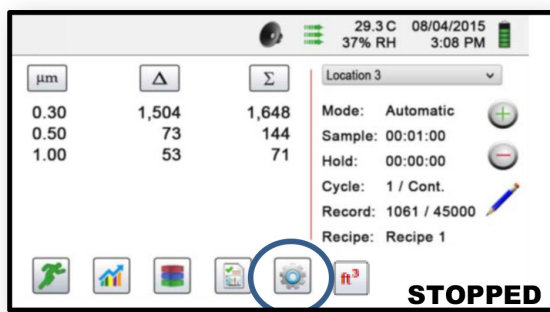 29.3 C 08/04/2015
37% RH 3:08 PM
µm Δ Σ
0.30 1,504 1,648
0.50 73 144
1.00 53 71
Location 3
Mode: Automatic
Sample: 00:01:00
Hold: 00:00:00
Cycle: 1 / Cont.
Record: 1061 / 45000
Recipe: Recipe 1
ft³
STOPPED